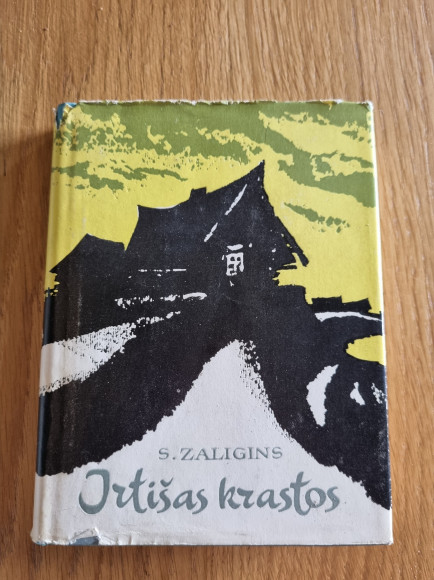 S. ZALIGINS
Irtišas krastos